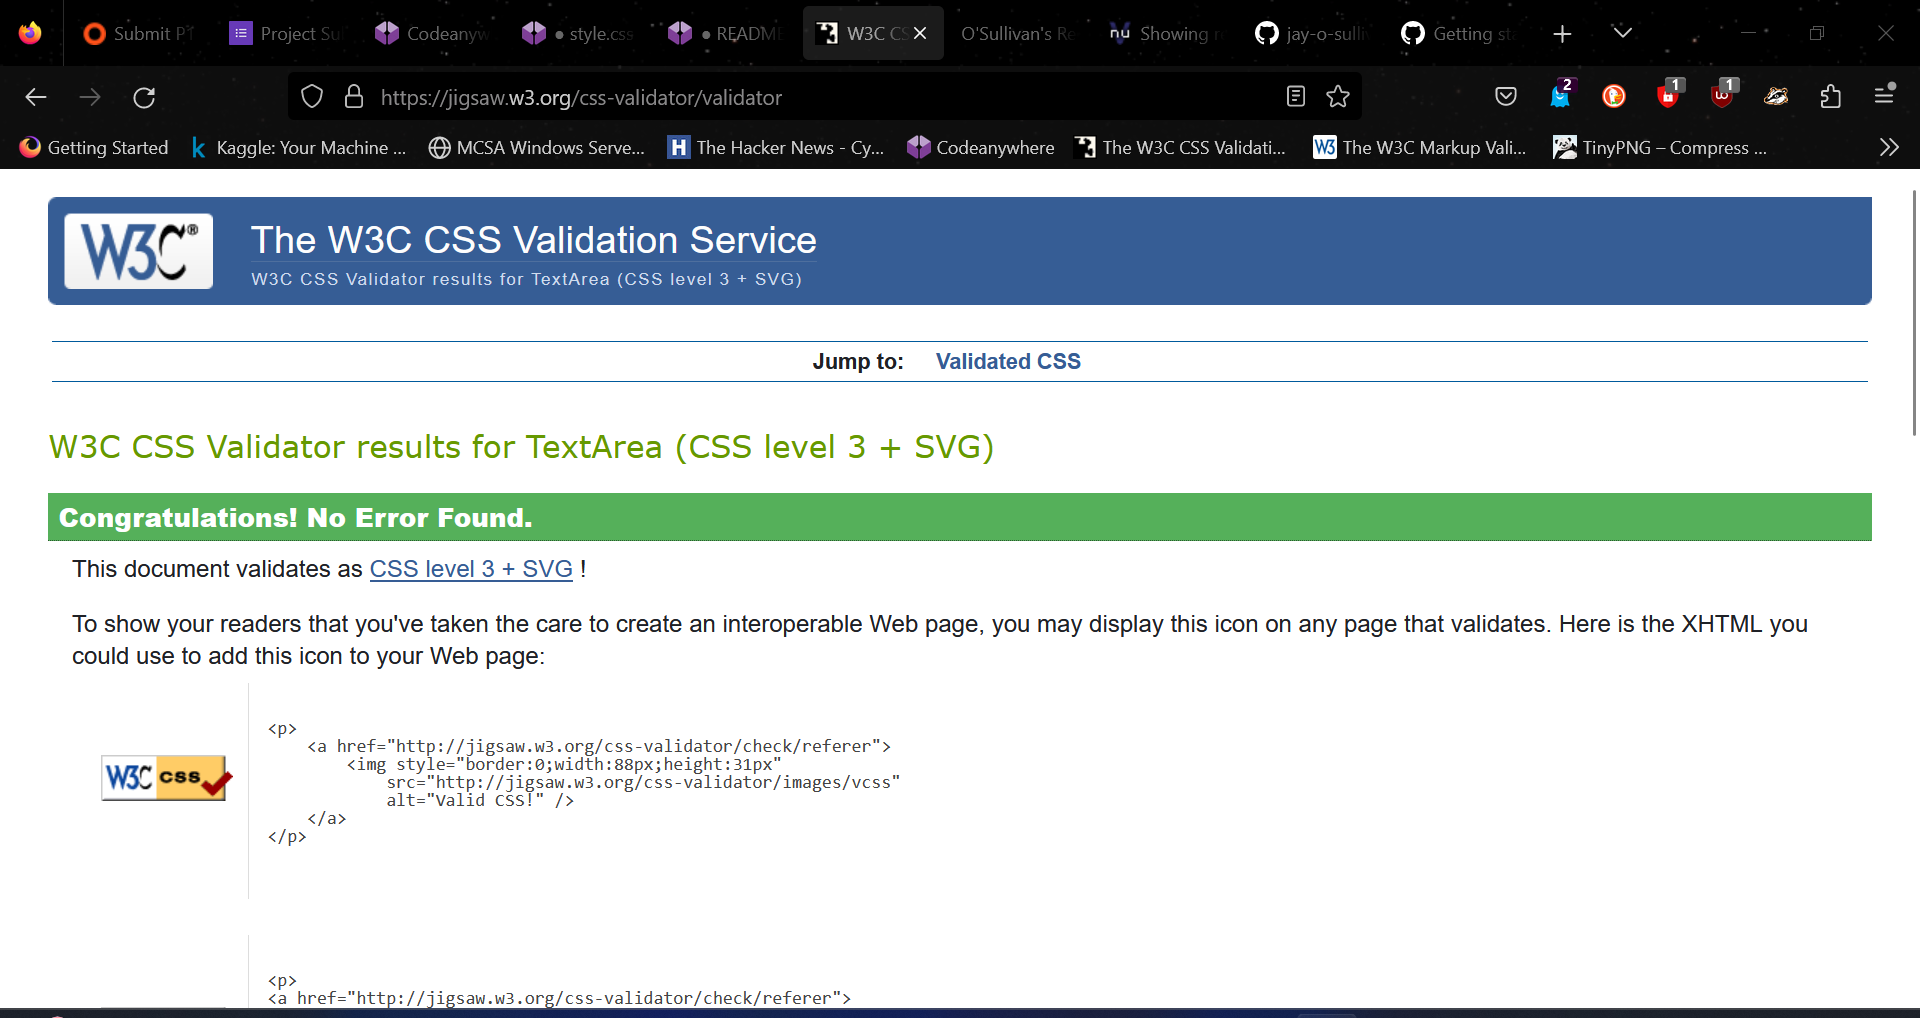 Submit P
Project Su
Codeanyw
• style.css
• README
W3C CS
O'Sullivan's Re
nu Showing r
jay-o-sulli
Getting sta
https://jigsaw.w3.org/css-validator/validator
2
1
1
Getting Started
k Kaggle: Your Machine ...
MCSA Windows Serve...
H The Hacker News - Cy...
Codeanywhere
The W3C CSS Validati...
W3 The W3C Markup Vali...
TinyPNG – Compress ...
W3C®
The W3C CSS Validation Service
W3C CSS Validator results for TextArea (CSS level 3 + SVG)
Jump to: Validated CSS
W3C CSS Validator results for TextArea (CSS level 3 + SVG)
Congratulations! No Error Found.
This document validates as CSS level 3 + SVG !
To show your readers that you've taken the care to create an interoperable Web page, you may display this icon on any page that validates. Here is the XHTML you
could use to add this icon to your Web page:
W3C css
<p>
<a href="http://jigsaw.w3.org/css-validator/check/referer">
<img style="border:0;width:88px;height:31px"
src="http://jigsaw.w3.org/css-validator/images/vcss"
alt="Valid CSS!" />
</a>
</p>
<p>
<a href="http://jigsaw.w3.org/css-validator/check/referer">